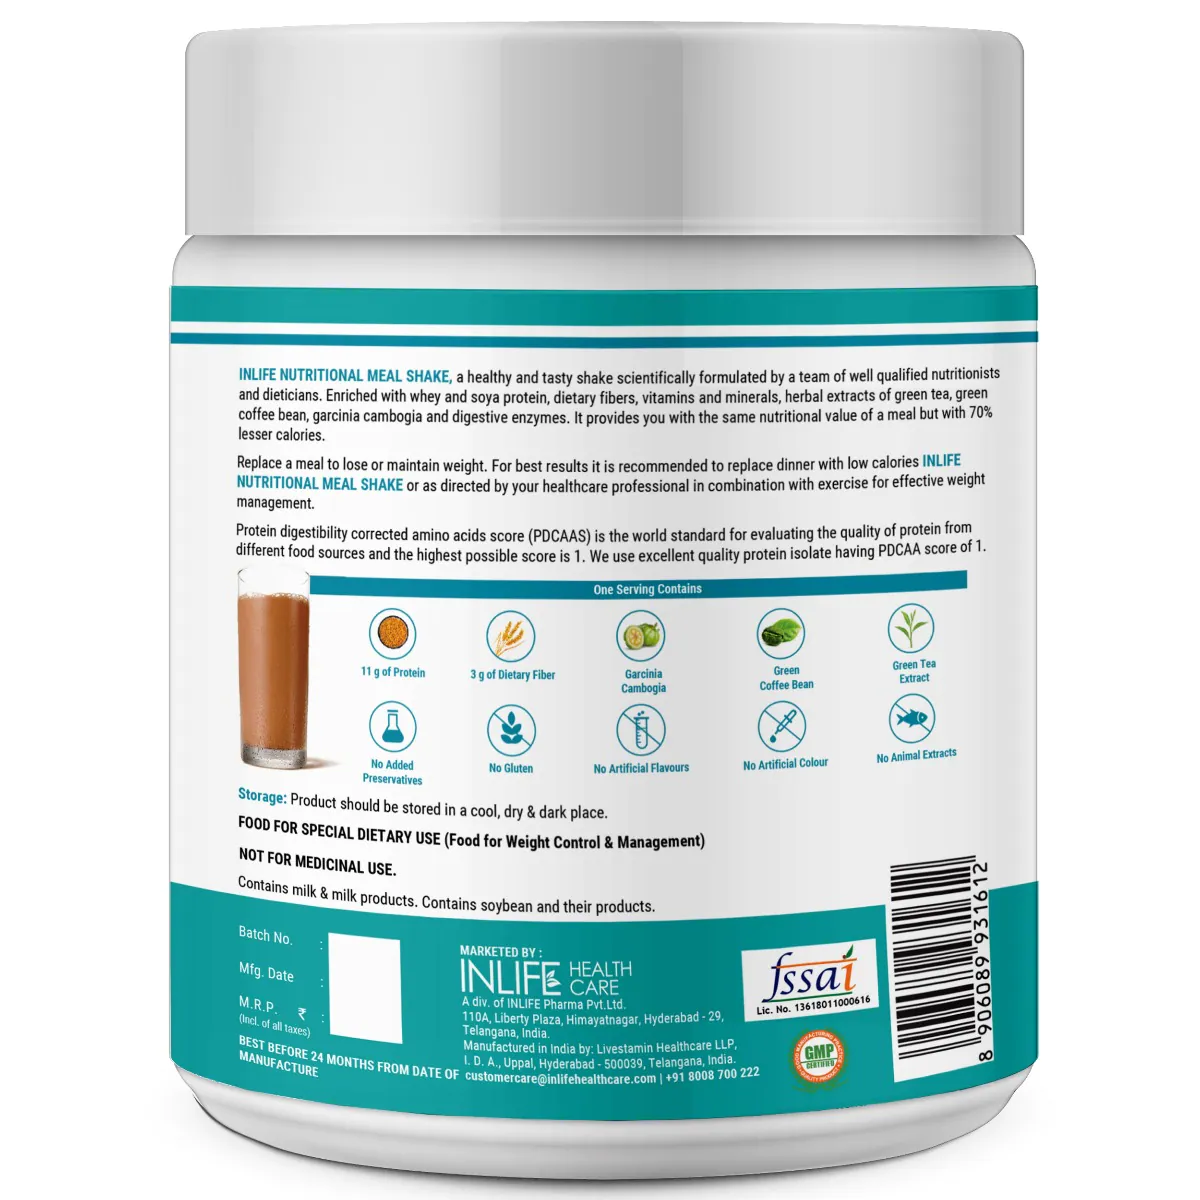 INLIFE NUTRITIONAL MEAL SHAKE, a healthy and tasty shake scientifically formulated by a team of well qualified nutritionists
and dieticians. Enriched with whey and soya protein, dietary fibers, vitamins and minerals, herbal extracts of green tea, green
coffee bean, garcinia cambogia and digestive enzymes. It provides you with the same nutritional value of a meal but with 70%
lesser calories.
Replace a meal to lose or maintain weight. For best results it is recommended to replace dinner with low calories INLIFE
NUTRITIONAL MEAL SHAKE or as directed by your healthcare professional in combination with exercise for effective weight
management.
Protein digestibility corrected amino acids score (PDCAAS) is the world standard for evaluating the quality of protein from
different food sources and the highest possible score is 1. We use excellent quality protein isolate having PDCAA score of 1.
One Serving Contains
11 g of Protein
3 g of Dietary Fiber
Garcinia
Cambogia
Green
Coffee Bean
Green Tea
Extract
No Added
Preservatives
No Gluten
No Artificial Flavours
No Artificial Colour
No Animal Extracts
Storage: Product should be stored in a cool, dry & dark place.
FOOD FOR SPECIAL DIETARY USE (Food for Weight Control & Management)
NOT FOR MEDICINAL USE.
Contains milk & milk products. Contains soybean and their products.
Batch No. :
Mfg. Date :
M.R.P. ₹ :
(Incl. of all taxes)
BEST BEFORE 24 MONTHS FROM DATE OF
MANUFACTURE
MARKETED BY :
INLIFE HEALTH
CARE
A div. of INLIFE Pharma Pvt.Ltd.
110A, Liberty Plaza, Himayatnagar, Hyderabad - 29,
Telangana, India.
Manufactured in India by: Livestamin Healthcare LLP,
I. D. A., Uppal, Hyderabad - 500039, Telangana, India.
customercare@inlifehealthcare.com | +91 8008 700 222
fssai
Lic. No. 13618011000616
GMP
CERTIFIED
8 906089 931612